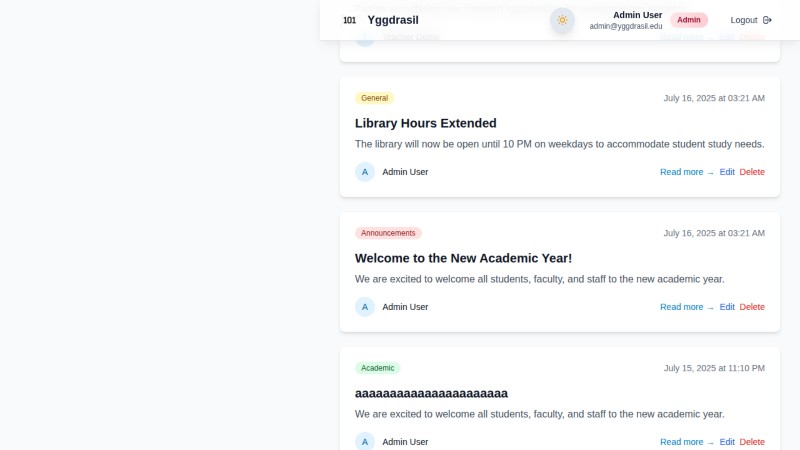 101 Yggdrasil
Admin User
admin@yggdrasil.edu
Admin
Logout
General
July 16, 2025 at 03:21 AM
Library Hours Extended
The library will now be open until 10 PM on weekdays to accommodate student study needs.
A Admin User
Read more → Edit Delete
Announcements
July 16, 2025 at 03:21 AM
Welcome to the New Academic Year!
We are excited to welcome all students, faculty, and staff to the new academic year.
A Admin User
Read more → Edit Delete
Academic
July 15, 2025 at 11:10 PM
aaaaaaaaaaaaaaaaaaaaaa
We are excited to welcome all students, faculty, and staff to the new academic year.
A Admin User
Read more → Edit Delete